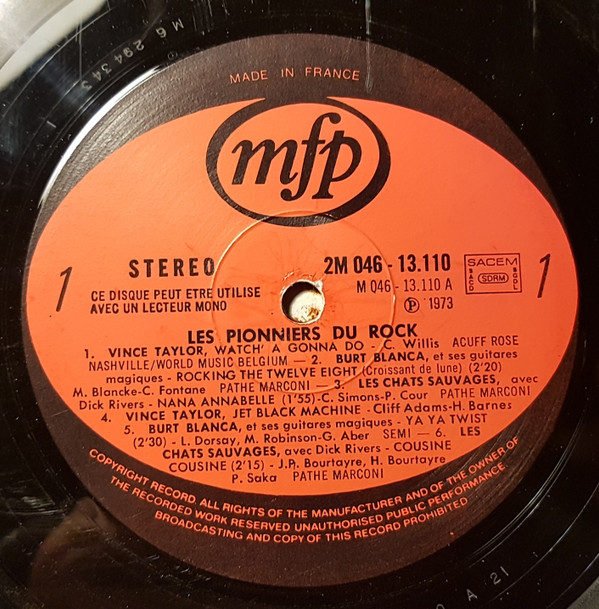 M6 294343
MADE IN FRANCE
mfp
1
STEREO
2M 046 - 13.110
M 046 - 13.110 A
℗ 1973
SACEM
SACD
SDRM
SGDL
1
CE DISQUE PEUT ETRE UTILISE
AVEC UN LECTEUR MONO
LES PIONNIERS DU ROCK
1. VINCE TAYLOR, WATCH' A GONNA DO - C. Willis ACUFF ROSE
NASHVILLE/WORLD MUSIC BELGIUM — 2. BURT BLANCA, et ses guitares
magiques - ROCKING THE TWELVE EIGHT (Croissant de lune) (2'20)
M. Blancke-C. Fontane PATHE MARCONI — 3. LES CHATS SAUVAGES, avec
Dick Rivers - NANA ANNABELLE (1'55)-C. Simons-P. Cour PATHE MARCONI
4. VINCE TAYLOR, JET BLACK MACHINE - Cliff Adams-H. Barnes
5. BURT BLANCA, et ses guitares magiques - YA YA TWIST
(2'30) - L. Dorsay, M. Robinson-G. Aber SEMI — 6. LES
CHATS SAUVAGES, avec Dick Rivers - COUSINE
COUSINE (2'15) - J.P. Bourtayre, H. Bourtayre
P. Saka PATHE MARCONI
COPYRIGHT RECORD ALL RIGHTS OF THE MANUFACTURER AND OF THE OWNER OF
THE RECORDED WORK RESERVED UNAUTHORISED PUBLIC PERFORMANCE
BROADCASTING AND COPY OF THIS RECORD PROHIBITED
A 21